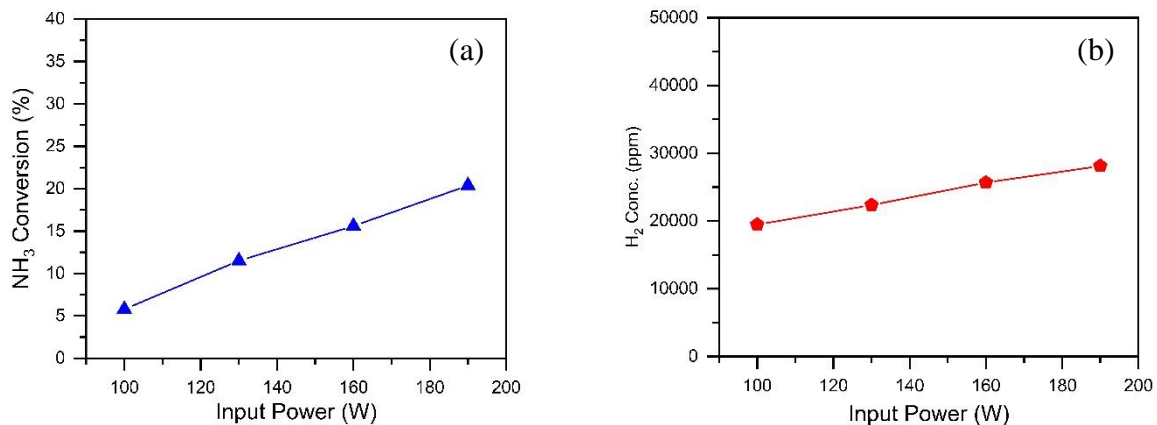 (a)
NH₃ Conversion (%)
40
35
30
25
20
15
10
5
0
100 120 140 160 180 200
Input Power (W)
(b)
H₂ Conc. (ppm)
50000
40000
30000
20000
10000
0
100 120 140 160 180 200
Input Power (W)